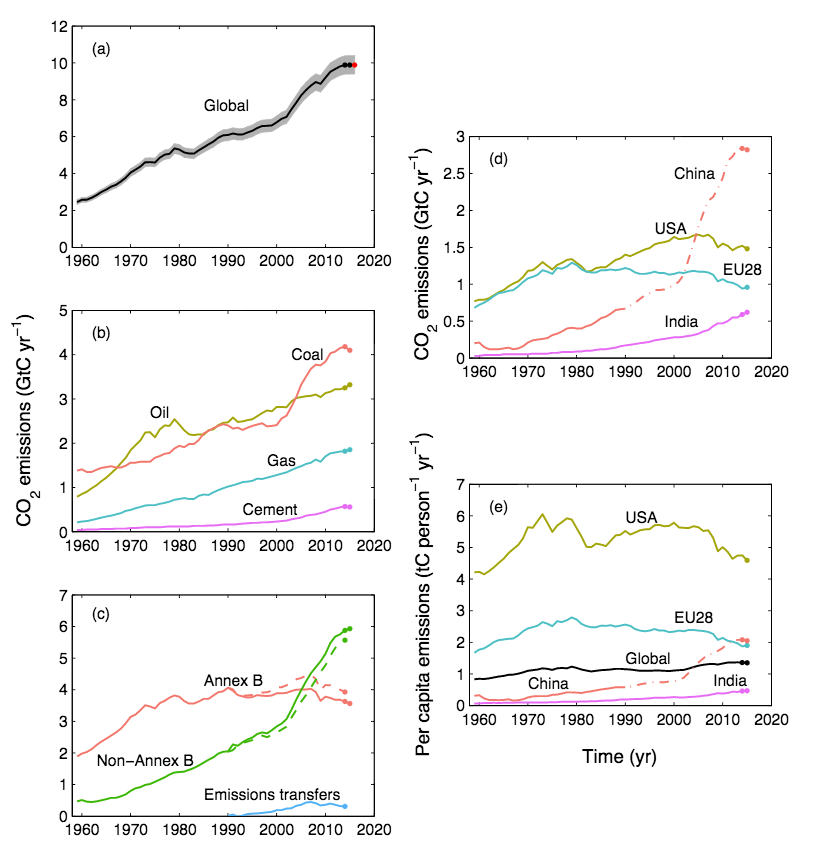 (a)
Global
12
10
8
6
4
2
0
1960 1970 1980 1990 2000 2010 2020
CO2 emissions (GtC yr−1)
(b)
Coal
Oil
Gas
Cement
5
4
3
2
1
0
1960 1970 1980 1990 2000 2010 2020
(c)
Annex B
Non−Annex B
Emissions transfers
7
6
5
4
3
2
1
0
1960 1970 1980 1990 2000 2010 2020
CO2 emissions (GtC yr−1)
(d)
China
USA
EU28
India
3
2.5
2
1.5
1
0.5
0
1960 1970 1980 1990 2000 2010 2020
Per capita emissions (tC person−1 yr−1)
(e)
USA
EU28
Global
China
India
7
6
5
4
3
2
1
0
1960 1970 1980 1990 2000 2010 2020
Time (yr)